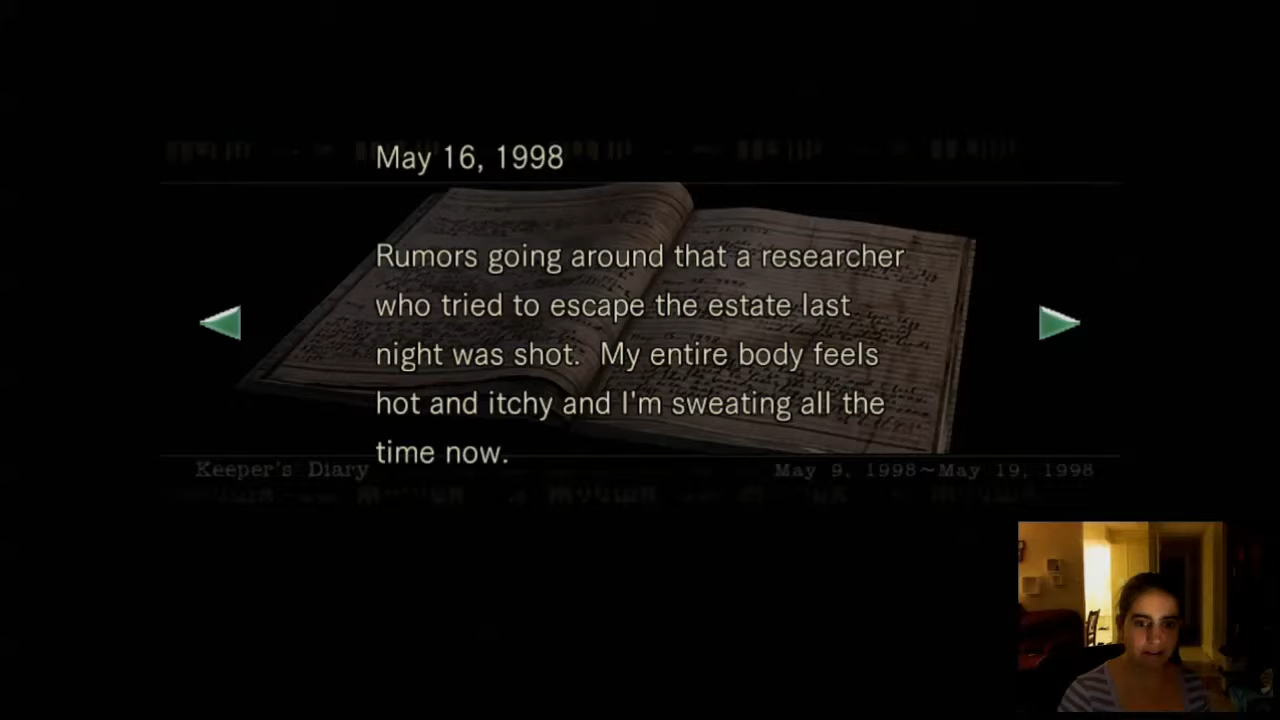 May 16, 1998
Rumors going around that a researcher
who tried to escape the estate last
night was shot.  My entire body feels
hot and itchy and I'm sweating all the
time now.
Keeper's Diary
May 9, 1998~May 19, 1998